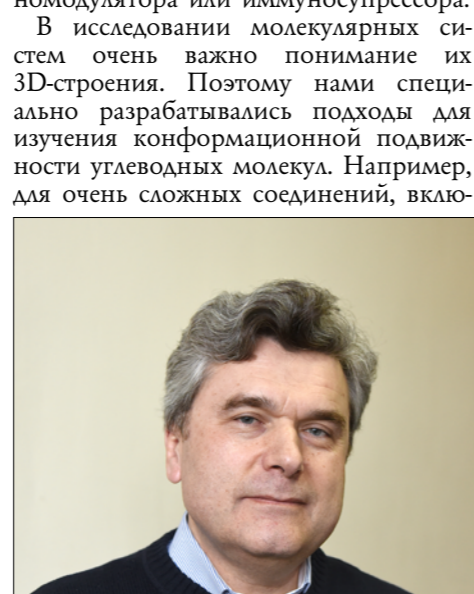 номодулятора или иммуносупрессора.
В исследовании молекулярных си-
стем очень важно понимание их
3D-строения. Поэтому нами специ-
ально разрабатывались подходы для
изучения конформационной подвиж-
ности углеводных молекул. Например,
для очень сложных соединений, вклю-